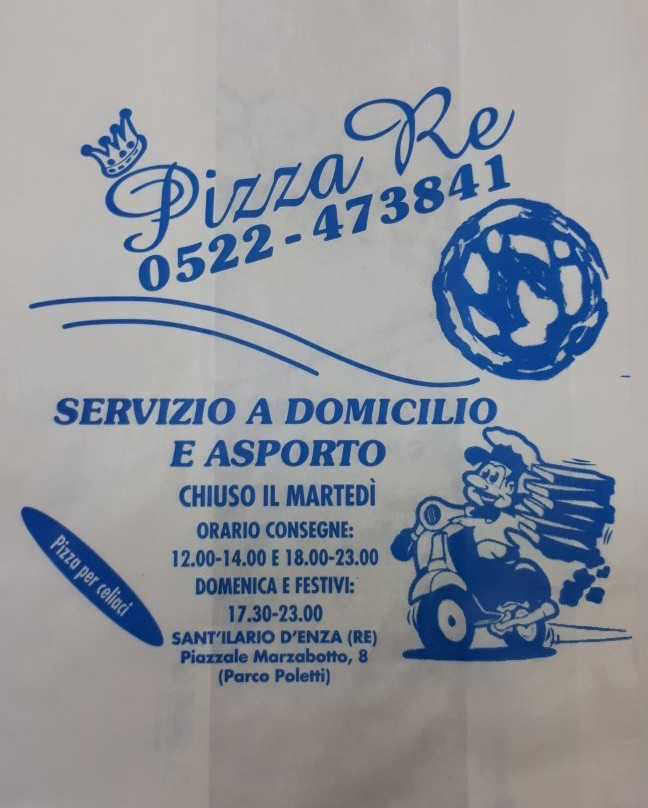 Pizza Re
0522-473841
SERVIZIO A DOMICILIO
E ASPORTO
CHIUSO IL MARTEDÌ
ORARIO CONSEGNE:
12.00-14.00 E 18.00-23.00
DOMENICA E FESTIVI:
17.30-23.00
Pizza per celiaci
SANT'ILARIO D'ENZA (RE)
Piazzale Marzabotto, 8
(Parco Poletti)